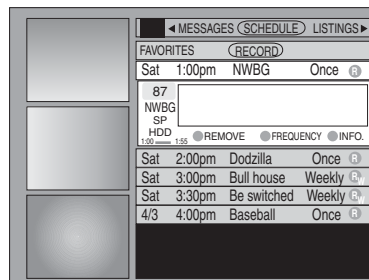 ◄ MESSAGES SCHEDULE LISTINGS ►
FAVORITES RECORD
Sat 1:00pm NWBG Once R
87
NWBG
SP
HDD
1:00 1:55 REMOVE FREQUENCY INFO.
Sat 2:00pm Dodzilla Once R
Sat 3:00pm Bull house Weekly RW
Sat 3:30pm Be switched Weekly RW
4/3 4:00pm Baseball Once R